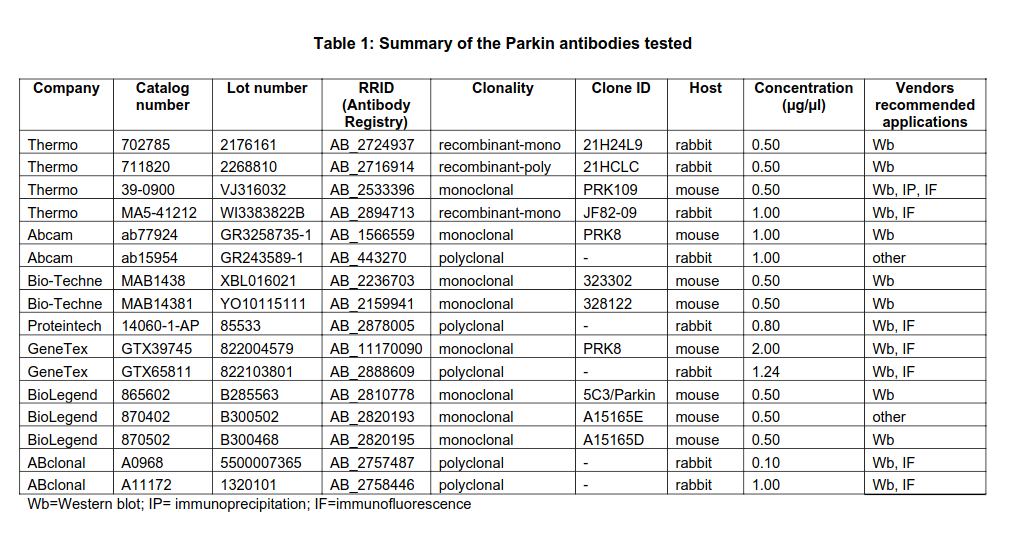 Table 1: Summary of the Parkin antibodies tested
Company Catalog number Lot number RRID (Antibody Registry) Clonality Clone ID Host Concentration (µg/µl) Vendors recommended applications
Thermo 702785 2176161 AB_2724937 recombinant-mono 21H24L9 rabbit 0.50 Wb
Thermo 711820 2268810 AB_2716914 recombinant-poly 21HCLC rabbit 0.50 Wb
Thermo 39-0900 VJ316032 AB_2533396 monoclonal PRK109 mouse 0.50 Wb, IP, IF
Thermo MA5-41212 WI3383822B AB_2894713 recombinant-mono JF82-09 rabbit 1.00 Wb, IF
Abcam ab77924 GR3258735-1 AB_1566559 monoclonal PRK8 mouse 1.00 Wb
Abcam ab15954 GR243589-1 AB_443270 polyclonal - rabbit 1.00 other
Bio-Techne MAB1438 XBL016021 AB_2236703 monoclonal 323302 mouse 0.50 Wb
Bio-Techne MAB14381 YO10115111 AB_2159941 monoclonal 328122 mouse 0.50 Wb
Proteintech 14060-1-AP 85533 AB_2878005 polyclonal - rabbit 0.80 Wb, IF
GeneTex GTX39745 822004579 AB_11170090 monoclonal PRK8 mouse 2.00 Wb, IF
GeneTex GTX65811 822103801 AB_2888609 polyclonal - rabbit 1.24 Wb, IF
BioLegend 865602 B285563 AB_2810778 monoclonal 5C3/Parkin mouse 0.50 Wb
BioLegend 870402 B300502 AB_2820193 monoclonal A15165E mouse 0.50 other
BioLegend 870502 B300468 AB_2820195 monoclonal A15165D mouse 0.50 Wb
ABclonal A0968 5500007365 AB_2757487 polyclonal - rabbit 0.10 Wb, IF
ABclonal A11172 1320101 AB_2758446 polyclonal - rabbit 1.00 Wb, IF
Wb=Western blot; IP= immunoprecipitation; IF=immunofluorescence